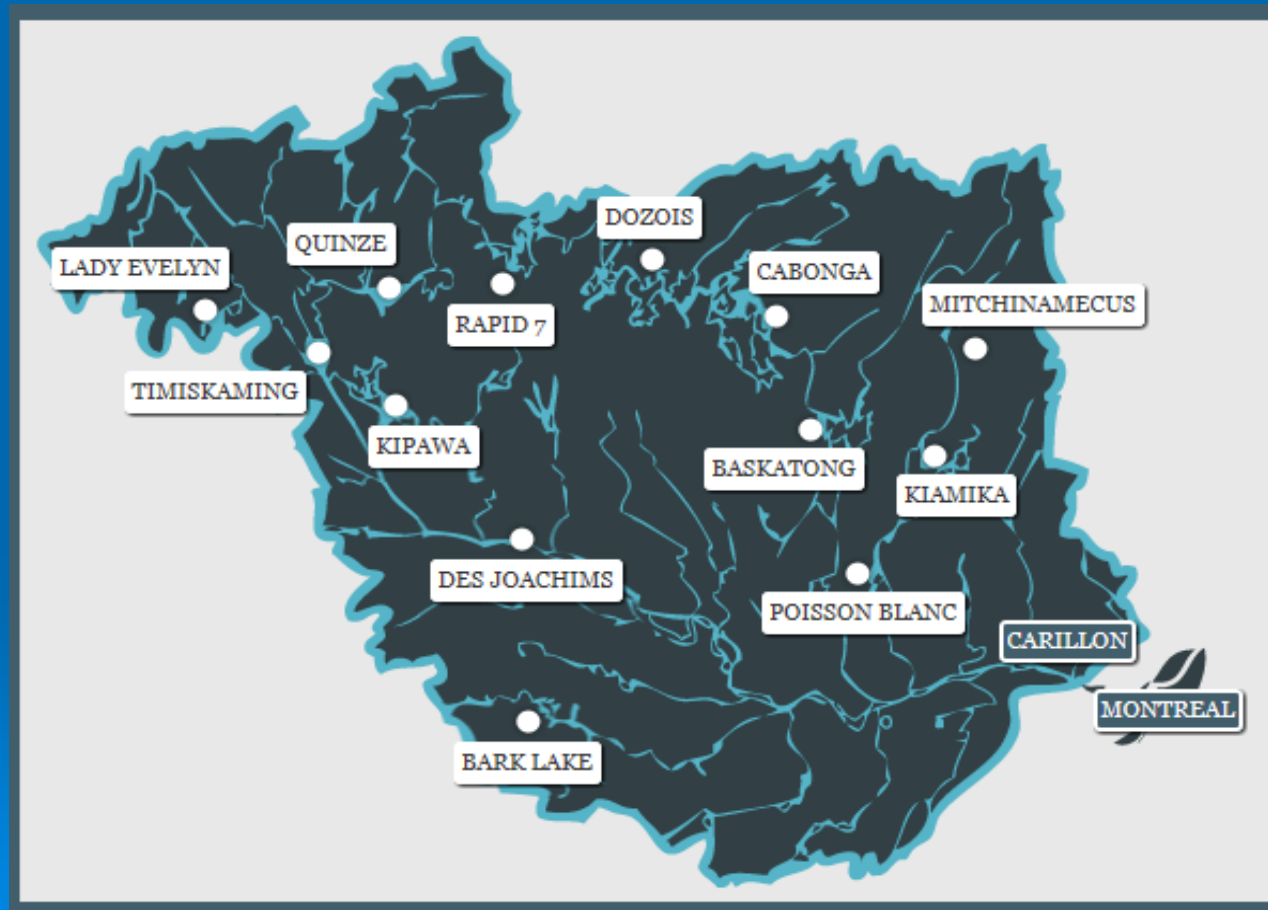 DOZOIS
QUINZE
LADY EVELYN
CABONGA
MITCHINAMECUS
RAPID 7
TIMISKAMING
KIPAWA
BASKATONG
KIAMIKA
DES JOACHIMS
POISSON BLANC
CARILLON
MONTREAL
BARK LAKE